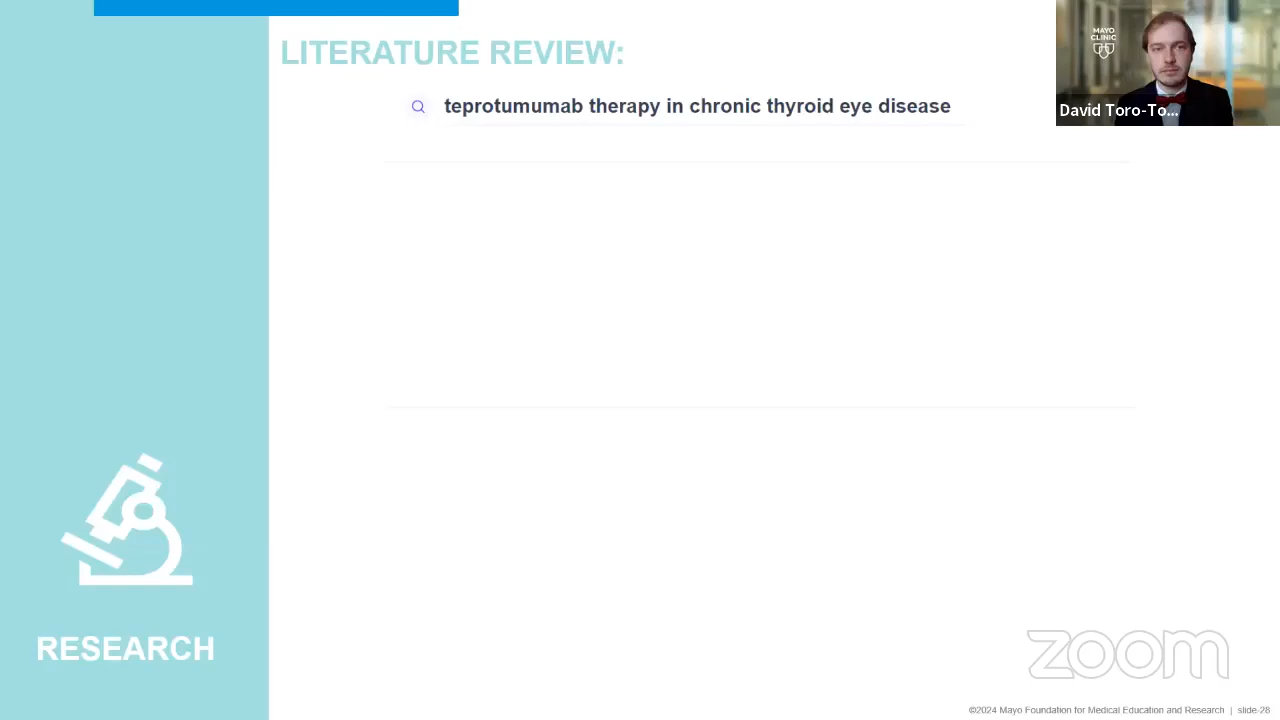 LITERATURE REVIEW:
teprotumumab therapy in chronic thyroid eye disease
MAYO
CLINIC
David Toro-To...
RESEARCH
zoom
©2024 Mayo Foundation for Medical Education and Research | slide-28